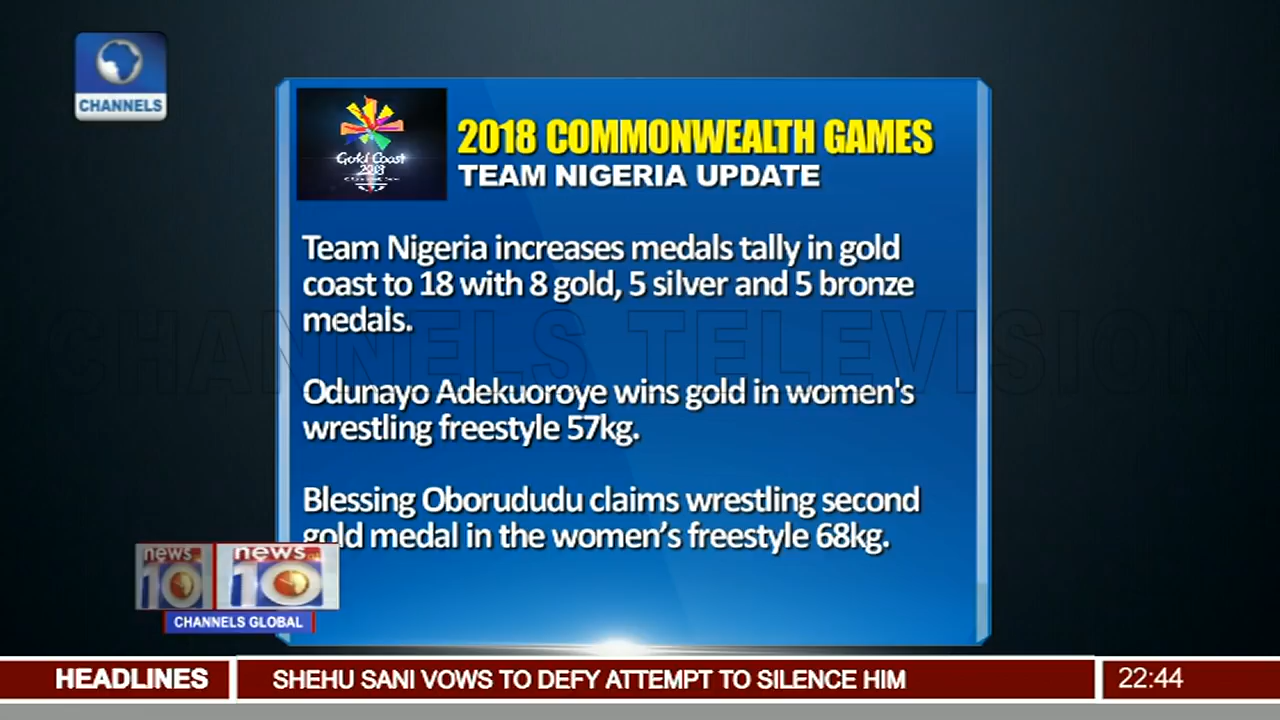 CHANNELS
Gold Coast
2018
2018 COMMONWEALTH GAMES
TEAM NIGERIA UPDATE
Team Nigeria increases medals tally in gold
coast to 18 with 8 gold, 5 silver and 5 bronze
medals.
CHANNELS TELEVISION
Odunayo Adekuoroye wins gold in women's
wrestling freestyle 57kg.
Blessing Oborududu claims wrestling second
gold medal in the women’s freestyle 68kg.
news
10
news
10
CHANNELS GLOBAL
HEADLINES
SHEHU SANI VOWS TO DEFY ATTEMPT TO SILENCE HIM
22:44